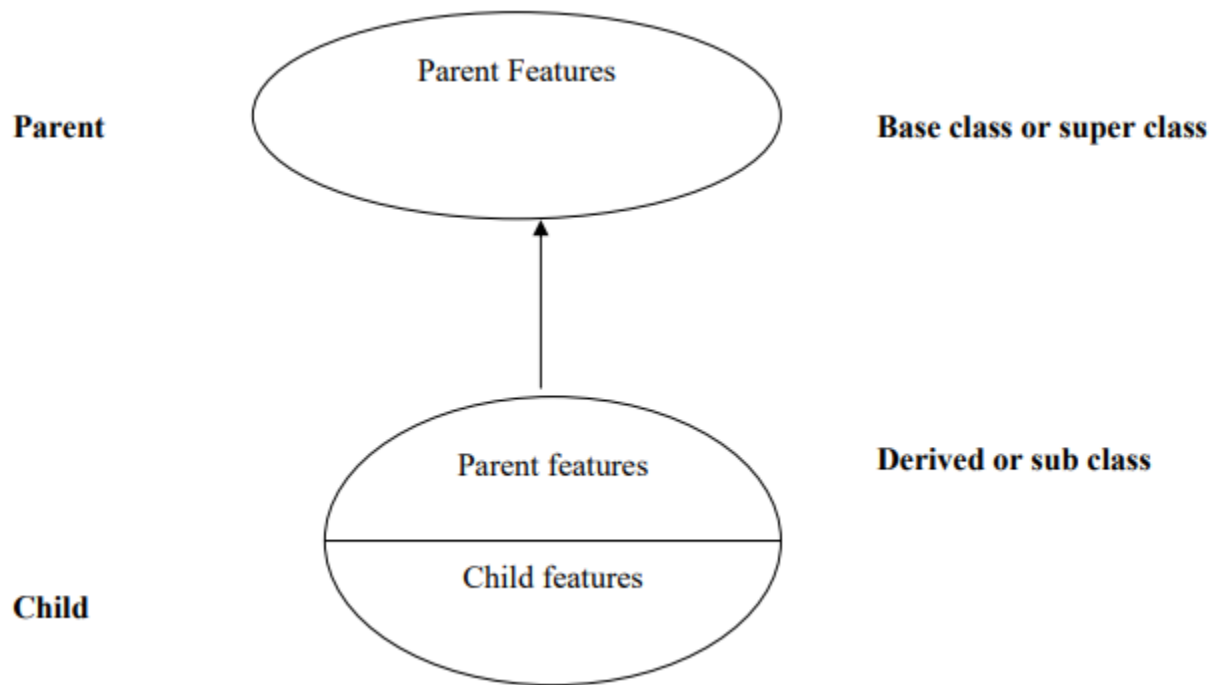 Parent Features
Parent
Base class or super class
Parent features
Derived or sub class
Child features
Child